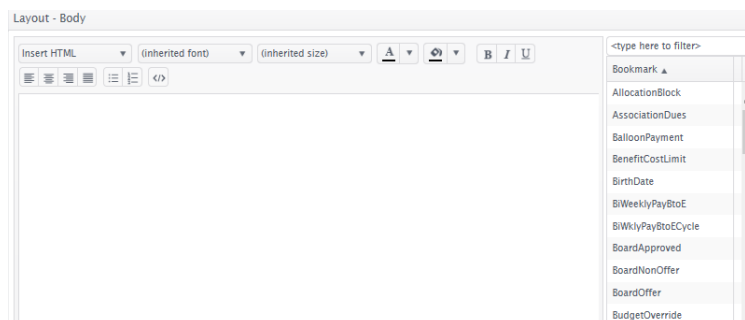 Layout - Body
Insert HTML (inherited font) (inherited size) A B I U
<type here to filter>
Bookmark
AllocationBlock
AssociationDues
BalloonPayment
BenefitCostLimit
BirthDate
BiWeeklyPayBtoE
BiWklyPayBtoECycle
BoardApproved
BoardNonOffer
BoardOffer
BudgetOverride